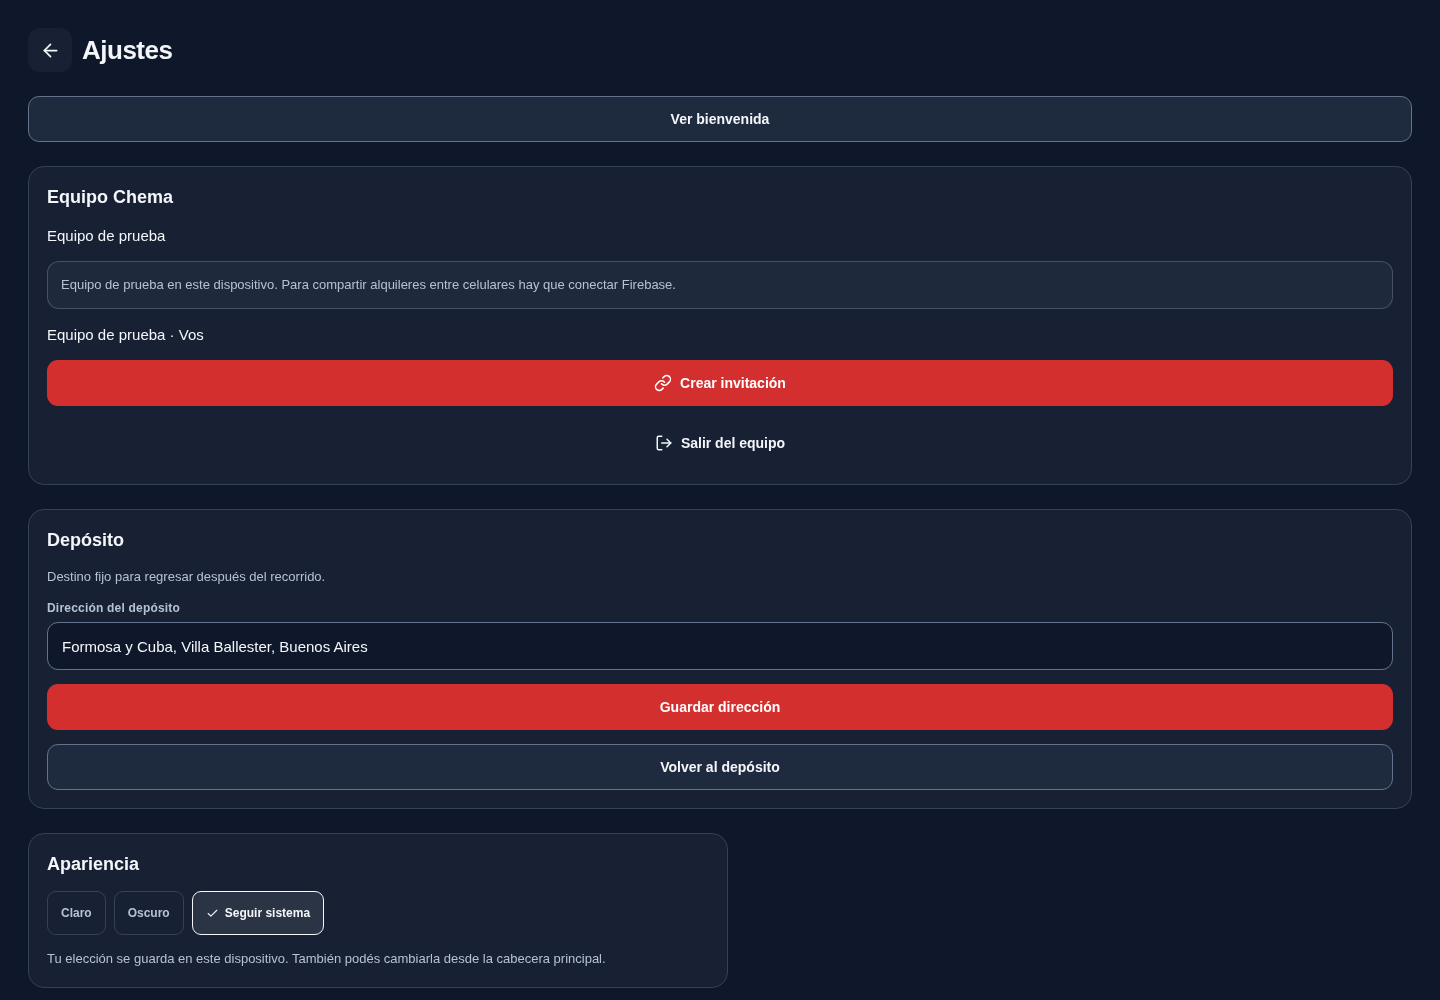 Ajustes
Ver bienvenida
Equipo Chema
Equipo de prueba
Equipo de prueba en este dispositivo. Para compartir alquileres entre celulares hay que conectar Firebase.
Equipo de prueba · Vos
Crear invitación
Salir del equipo
Depósito
Destino fijo para regresar después del recorrido.
Dirección del depósito
Formosa y Cuba, Villa Ballester, Buenos Aires
Guardar dirección
Volver al depósito
Apariencia
Claro
Oscuro
Seguir sistema
Tu elección se guarda en este dispositivo. También podés cambiarla desde la cabecera principal.